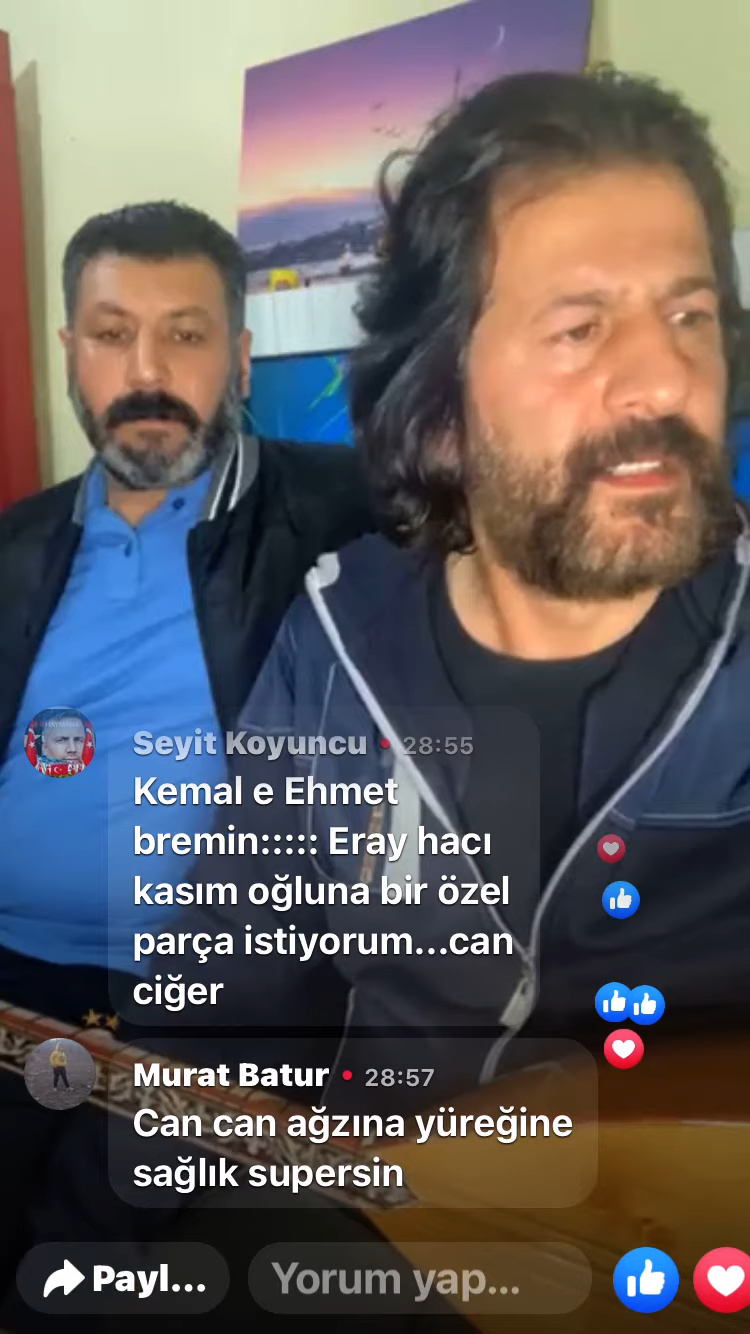 Seyit Koyuncu • 28:55
Kemal e Ehmet
bremin::::: Eray hacı
kasım oğluna bir özel
parça istiyorum...can
ciğer
Murat Batur • 28:57
Can can ağzına yüreğine
sağlık supersin
Payl...
Yorum yap...